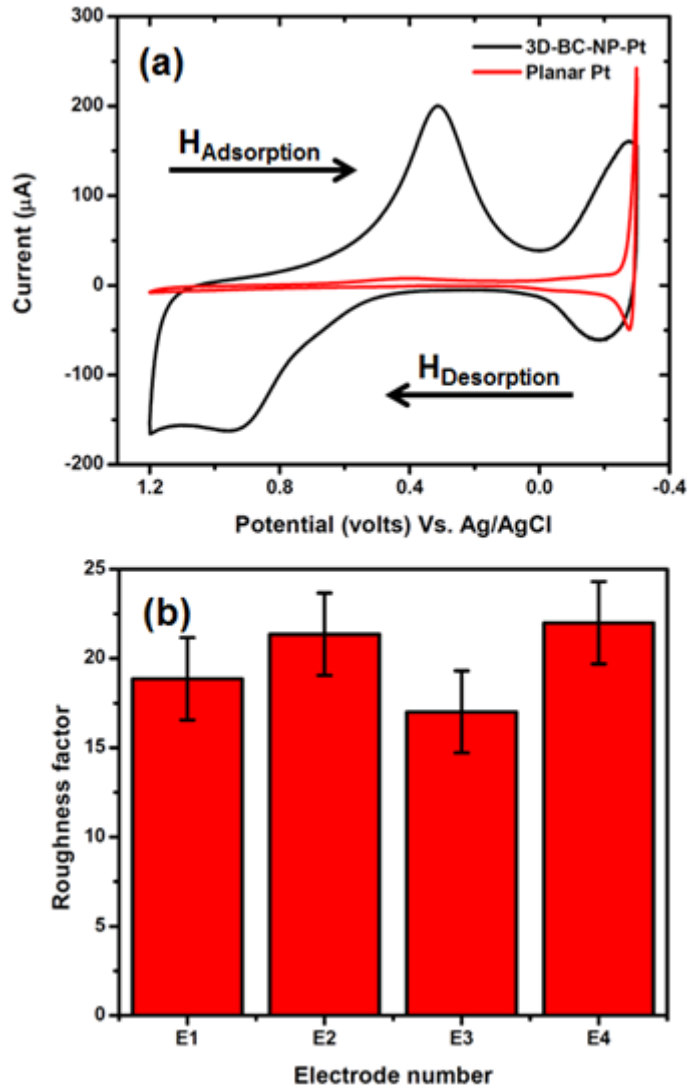 (a)
3D-BC-NP-Pt
Planar Pt
H Adsorption
H Desorption
Current (μA)
300
200
100
0
-100
-200
1.2 0.8 0.4 0.0 -0.4
Potential (volts) Vs. Ag/AgCl
(b)
Roughness factor
25
20
15
10
5
0
E1 E2 E3 E4
Electrode number